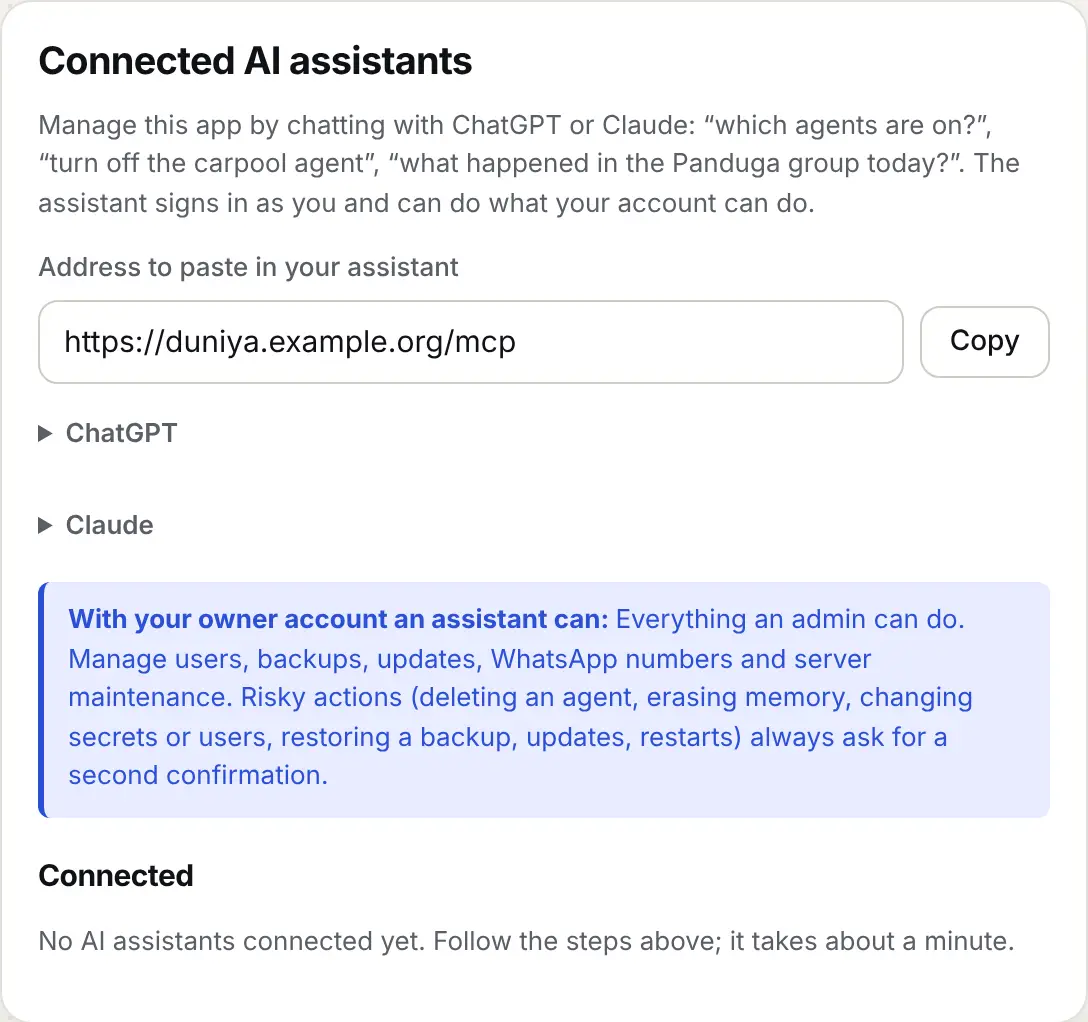 Connected AI assistants
Manage this app by chatting with ChatGPT or Claude: “which agents are on?”,
“turn off the carpool agent”, “what happened in the Panduga group today?”. The
assistant signs in as you and can do what your account can do.
Address to paste in your assistant
https://duniya.example.org/mcp
Copy
ChatGPT
Claude
With your owner account an assistant can: Everything an admin can do.
Manage users, backups, updates, WhatsApp numbers and server
maintenance. Risky actions (deleting an agent, erasing memory, changing
secrets or users, restoring a backup, updates, restarts) always ask for a
second confirmation.
Connected
No AI assistants connected yet. Follow the steps above; it takes about a minute.